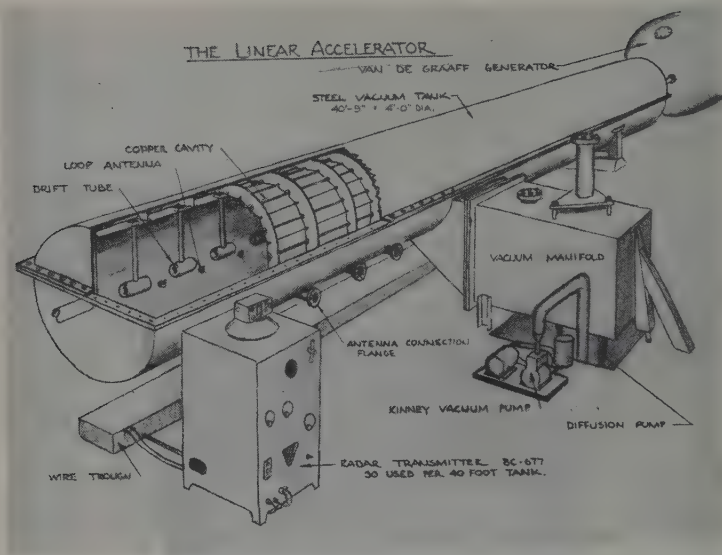 THE LINEAR ACCELERATOR
VAN DE GRAAFF GENERATOR
STEEL VACUUM TANK
40'-9" × 4'-0" DIA.
COPPER CAVITY
LOOP ANTENNA
DRIFT TUBE
VACUUM MANIFOLD
ANTENNA CONNECTION
FLANGE
KINNEY VACUUM PUMP
DIFFUSION PUMP
WIRE TROUGH
RADAR TRANSMITTER BC-677
30 USED PER 40 FOOT TANK.